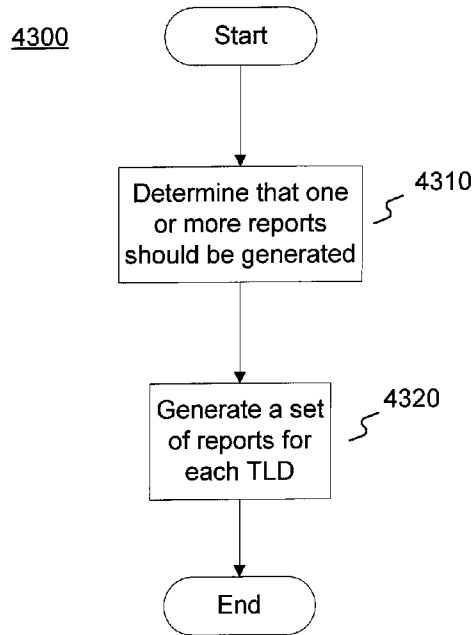 4300
Start
Determine that one
or more reports
should be generated
4310
Generate a set
of reports for
each TLD
4320
End